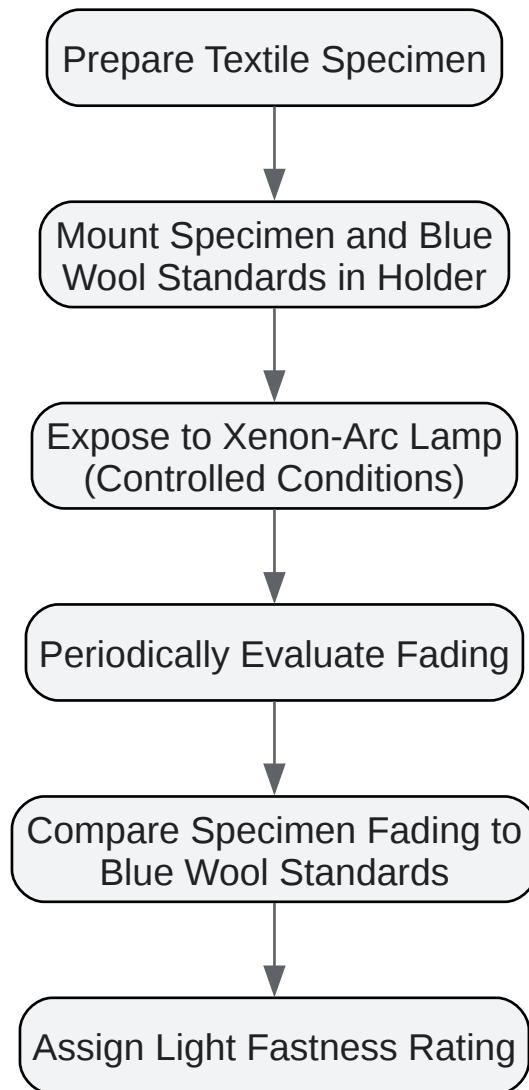 Prepare Textile Specimen
Mount Specimen and Blue
Wool Standards in Holder
Expose to Xenon-Arc Lamp
(Controlled Conditions)
Periodically Evaluate Fading
Compare Specimen Fading to
Blue Wool Standards
Assign Light Fastness Rating